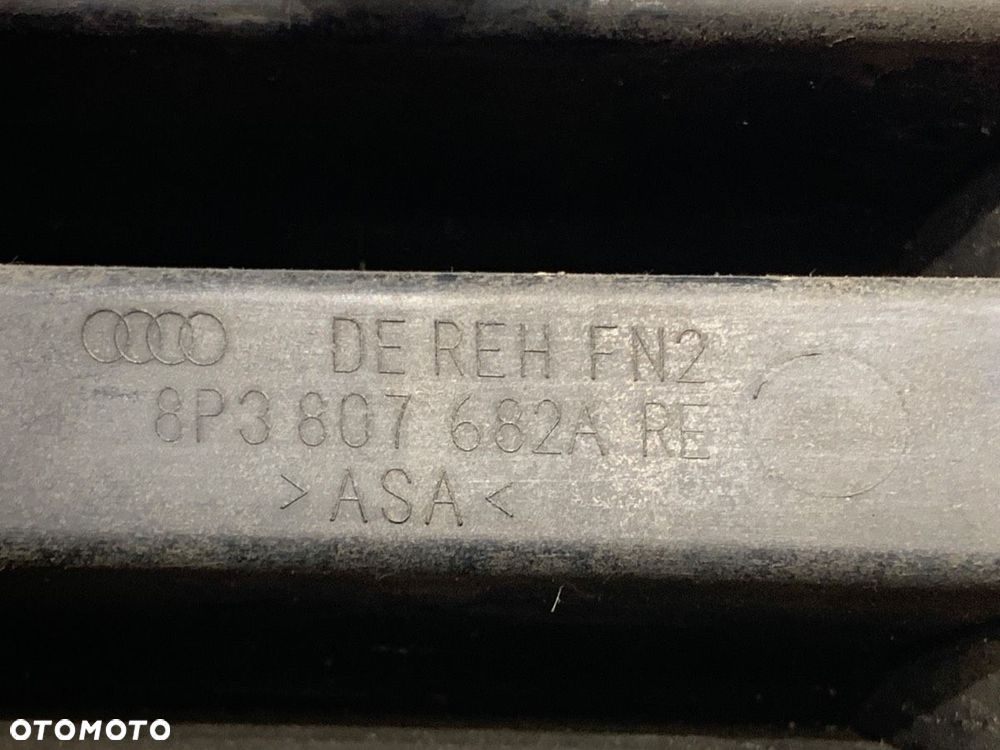 DE REH FN2
8P3 807 682A RE
>ASA<
OTOMOTO